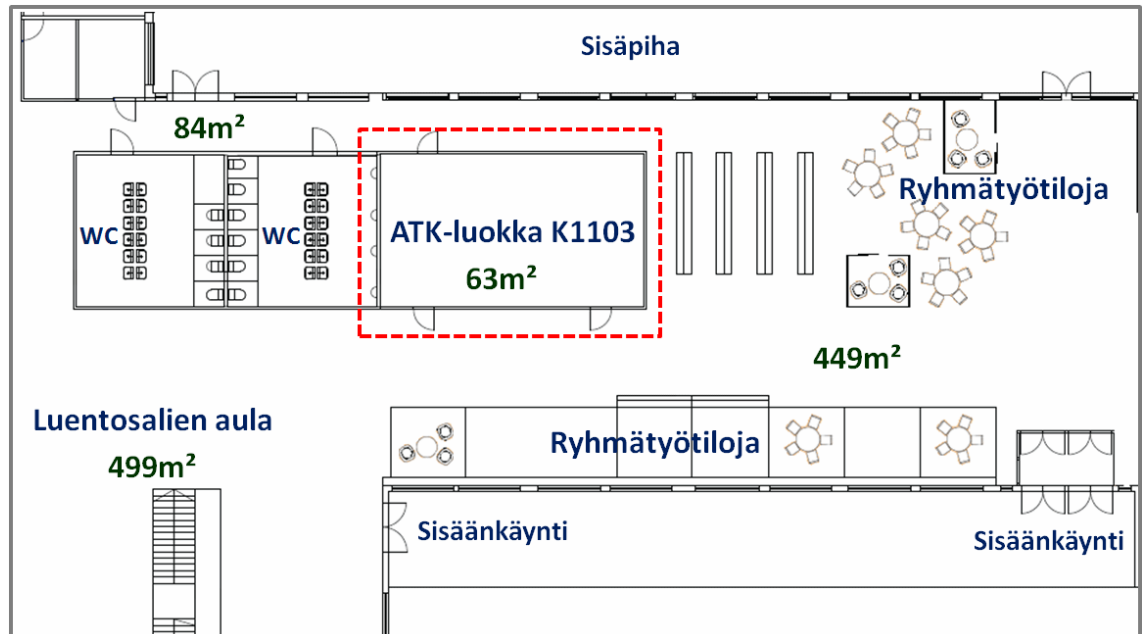 Sisäpiha
84m²
Ryhmätyötiloja
WC
WC
ATK-luokka K1103
63m²
449m²
Luentosalien aula
499m²
Ryhmätyötiloja
Sisäänkäynti
Sisäänkäynti